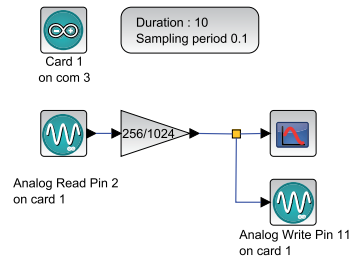 Duration : 10
Sampling period 0.1
Card 1
on com 3
256/1024
Analog Read Pin 2
on card 1
Analog Write Pin 11
on card 1